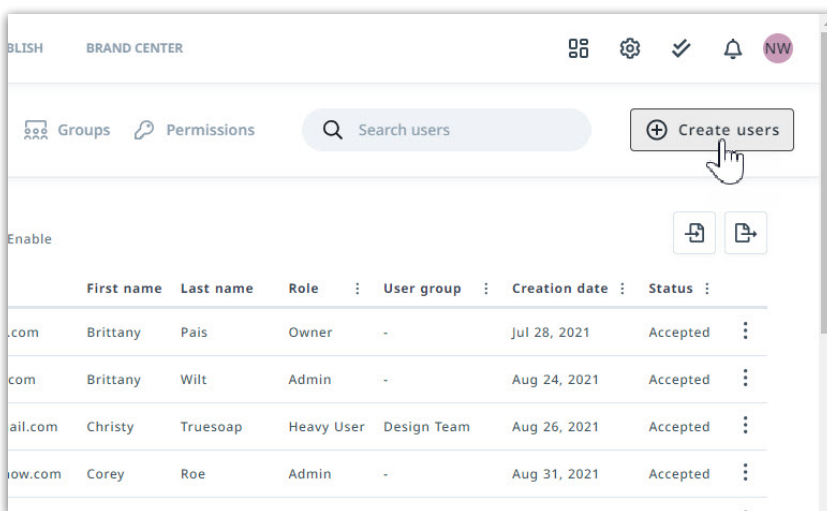 BLISH BRAND CENTER NW
Groups Permissions Search users Create users
Enable
First name Last name Role User group Creation date Status
.com Brittany Pais Owner - Jul 28, 2021 Accepted
com Brittany Wilt Admin - Aug 24, 2021 Accepted
ail.com Christy Truesoap Heavy User Design Team Aug 26, 2021 Accepted
now.com Corey Roe Admin - Aug 31, 2021 Accepted